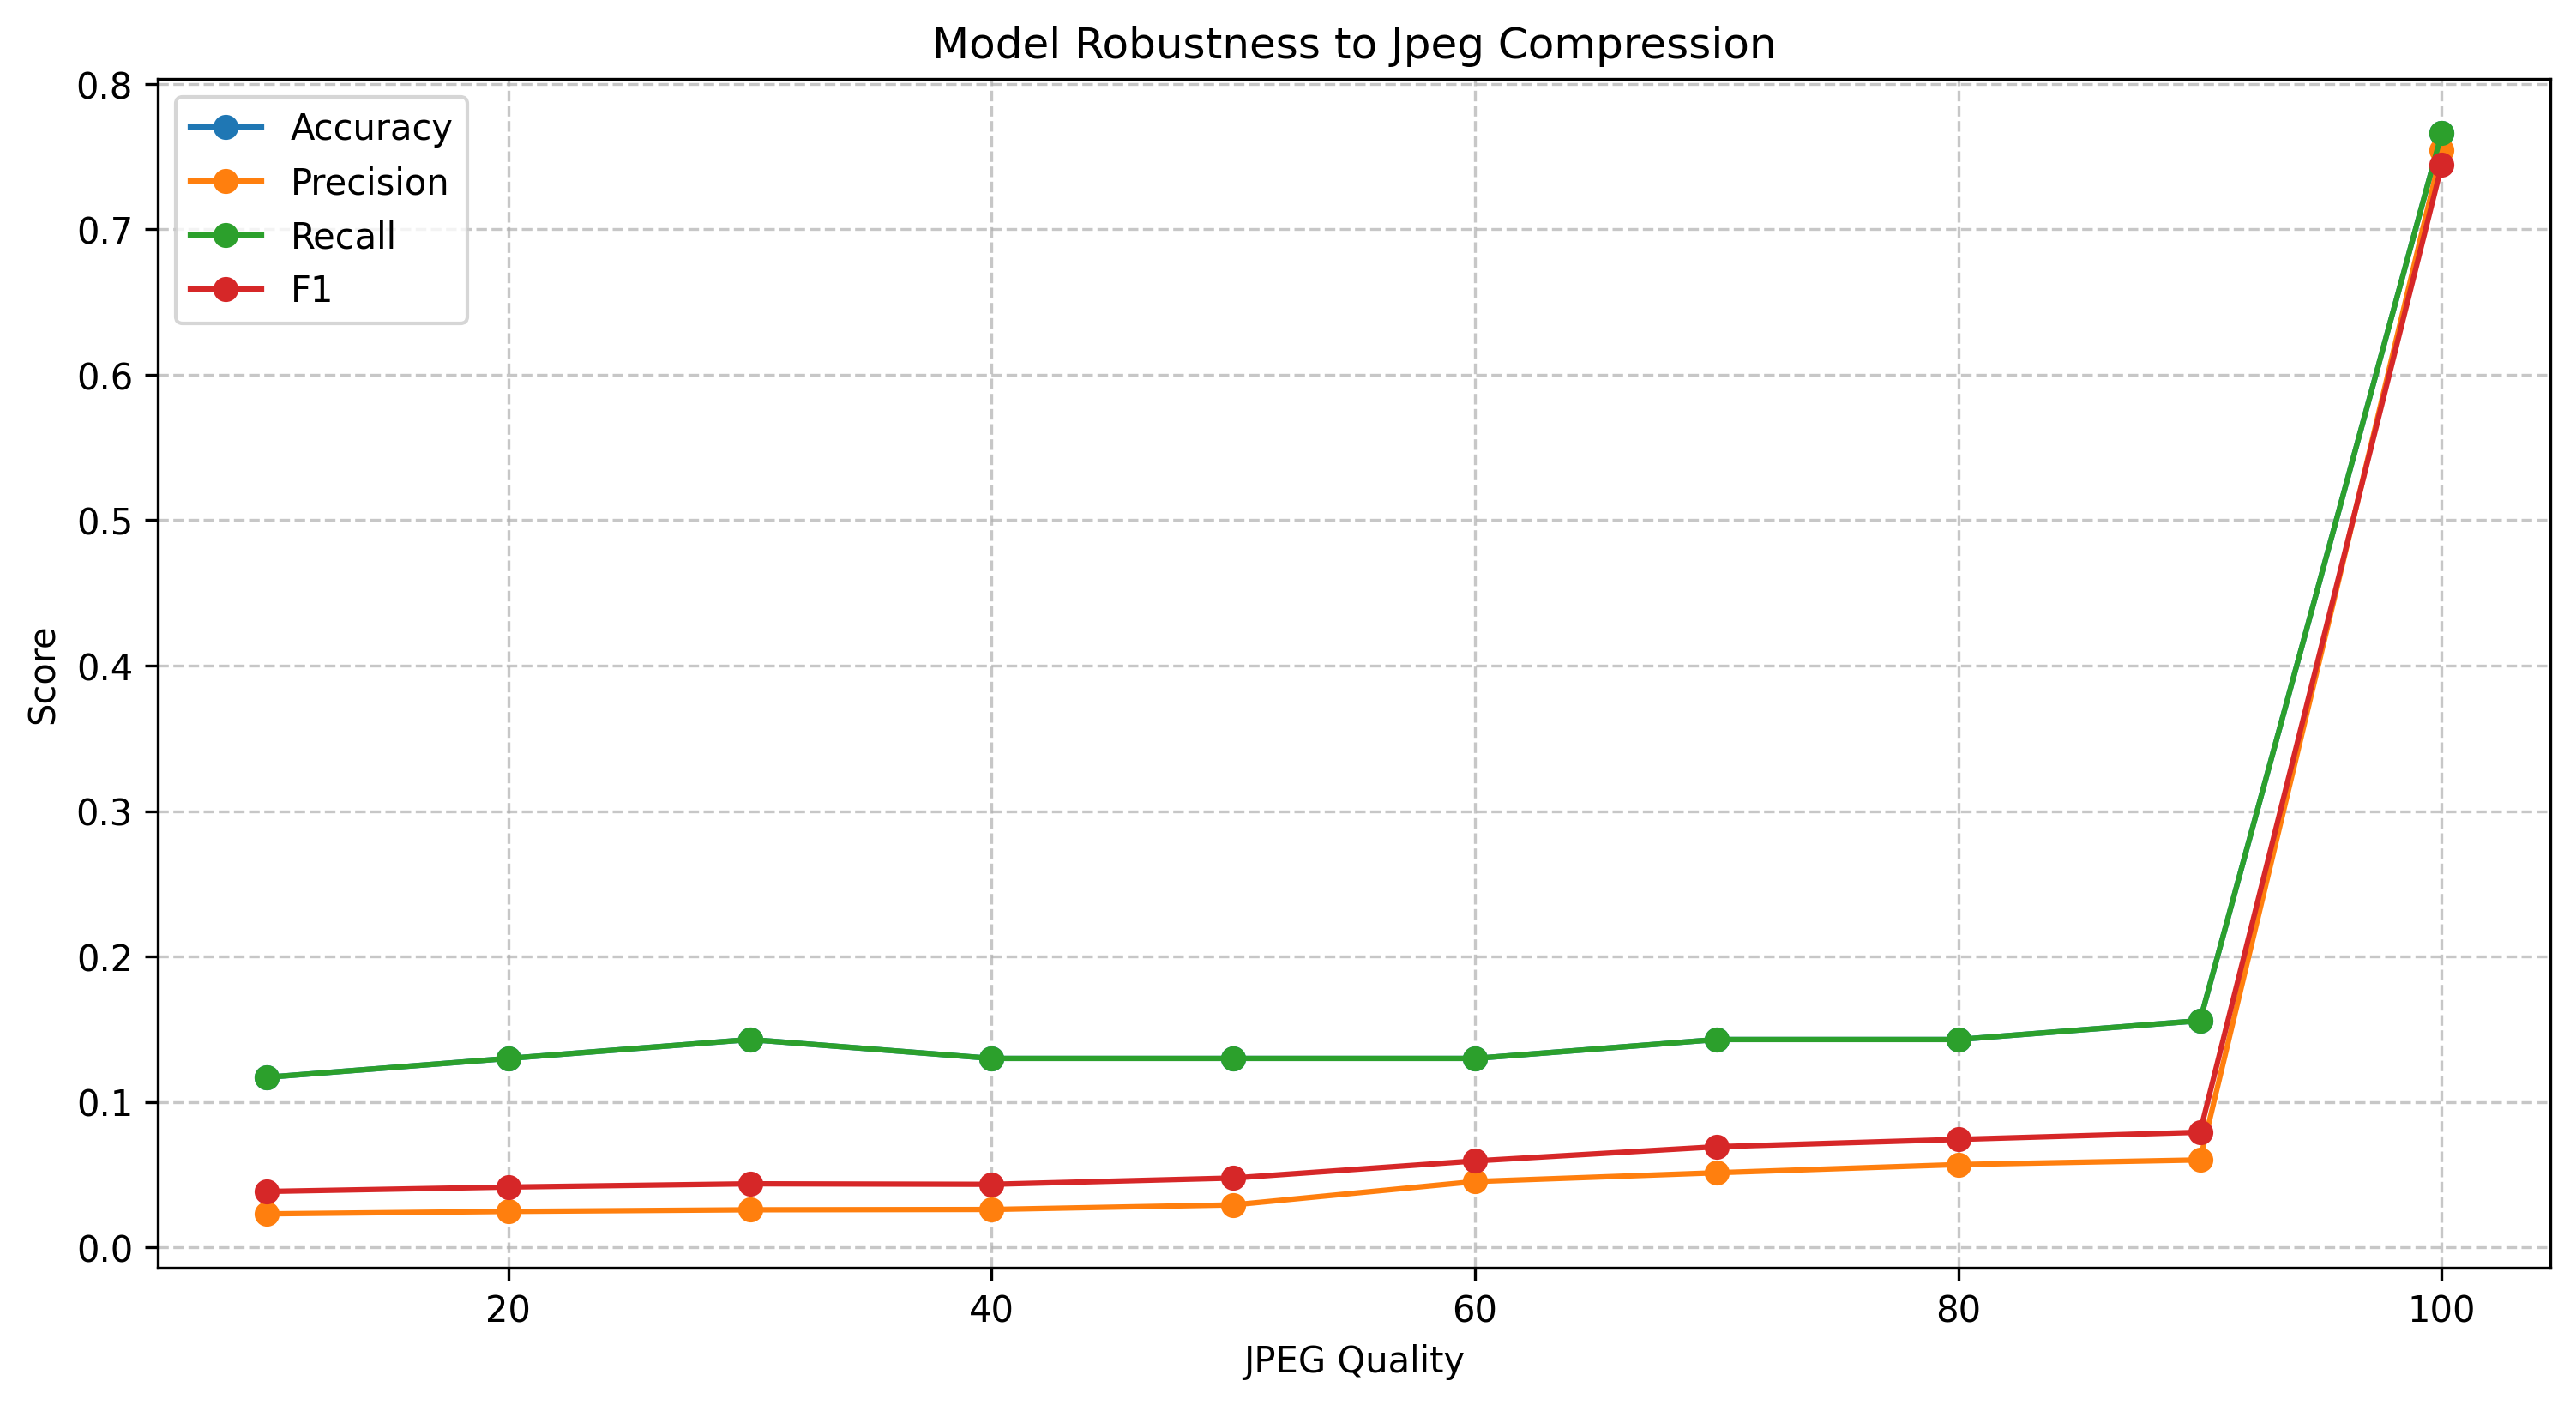 Model Robustness to Jpeg Compression
0.8
0.7
0.6
0.5
0.4
0.3
0.2
0.1
0.0
Score
Accuracy
Precision
Recall
F1
20
40
60
80
100
JPEG Quality